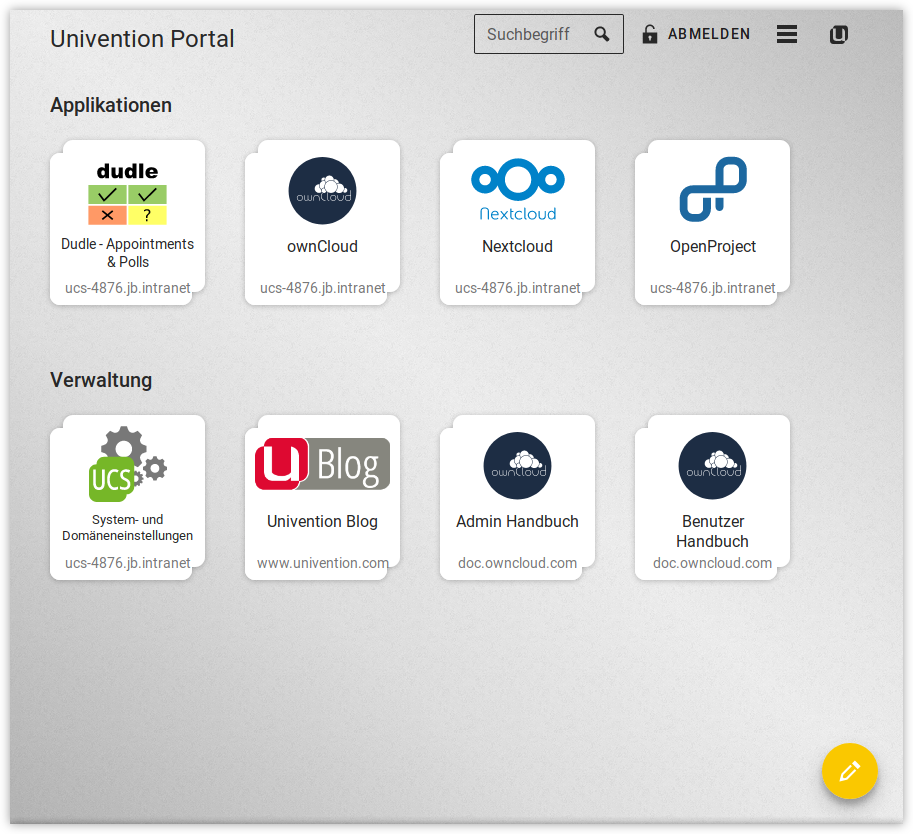 Univention Portal
Suchbegriff
ABMELDEN
Applikationen
dudle
?
Dudle - Appointments
& Polls
ucs-4876.jb.intranet
ownCloud
ownCloud
ucs-4876.jb.intranet
Nextcloud
Nextcloud
ucs-4876.jb.intranet
OpenProject
ucs-4876.jb.intranet
Verwaltung
UCS
System- und
Domäneneinstellungen
ucs-4876.jb.intranet
u Blog
Univention Blog
www.univention.com
ownCloud
Admin Handbuch
doc.owncloud.com
ownCloud
Benutzer
Handbuch
doc.owncloud.com